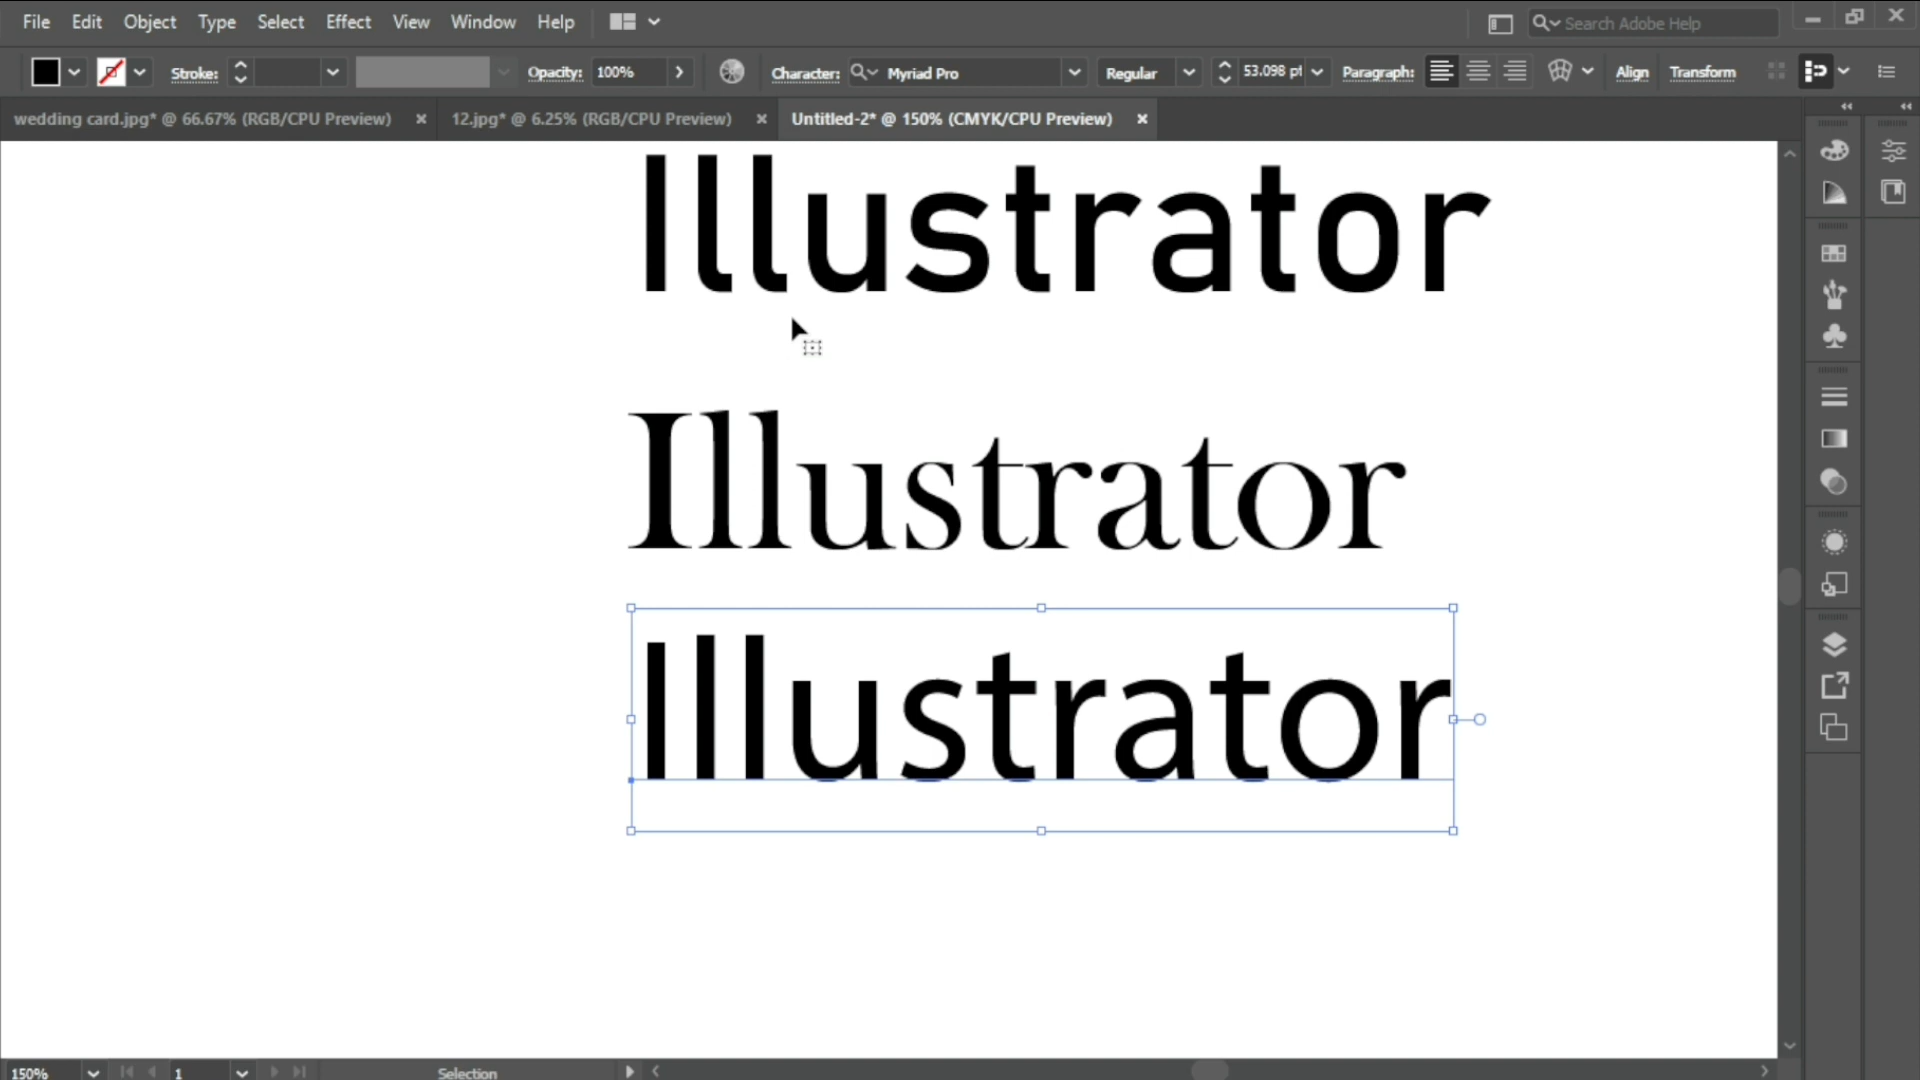 File Edit Object Type Select Effect View Window Help Search Adobe Help
Stroke: Opacity: 100% Character: Myriad Pro Regular 53.098 pt Paragraph: Align Transform
wedding card.jpg* @ 66.67% (RGB/CPU Preview) 12.jpg* @ 6.25% (RGB/CPU Preview) Untitled-2* @ 150% (CMYK/CPU Preview)
Illustrator
Illustrator
Illustrator
150% 1 Selection